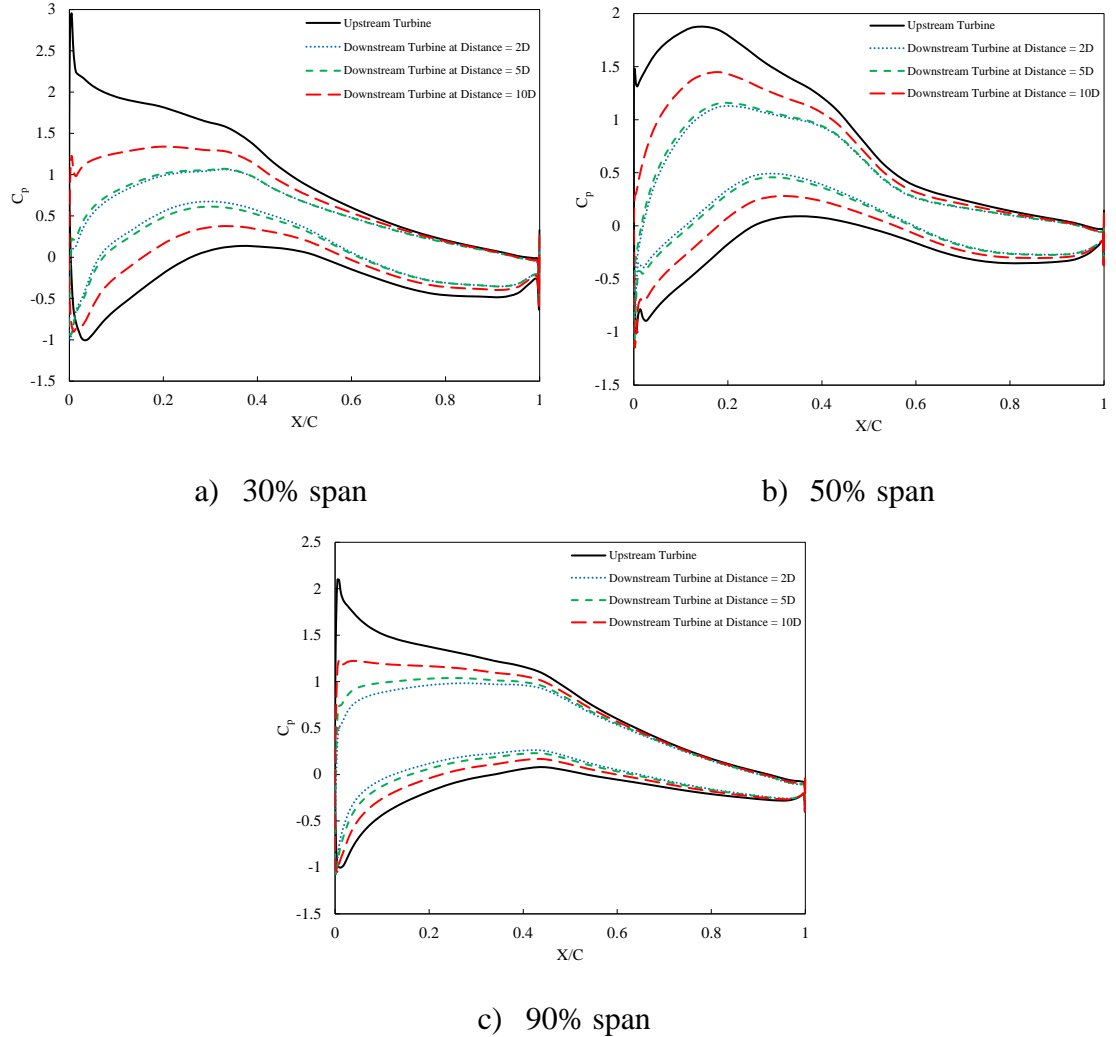 3
2.5
2
1.5
1
0.5
0
-0.5
-1
-1.5
0 0.2 0.4 0.6 0.8 1
C_p
X/C
Upstream Turbine
Downstream Turbine at Distance = 2D
Downstream Turbine at Distance = 5D
Downstream Turbine at Distance = 10D
a) 30% span
2
1.5
1
0.5
0
-0.5
-1
-1.5
0 0.2 0.4 0.6 0.8 1
C_p
X/C
Upstream Turbine
Downstream Turbine at Distance = 2D
Downstream Turbine at Distance = 5D
Downstream Turbine at Distance = 10D
b) 50% span
2.5
2
1.5
1
0.5
0
-0.5
-1
-1.5
0 0.2 0.4 0.6 0.8 1
C_p
X/C
Upstream Turbine
Downstream Turbine at Distance = 2D
Downstream Turbine at Distance = 5D
Downstream Turbine at Distance = 10D
c) 90% span